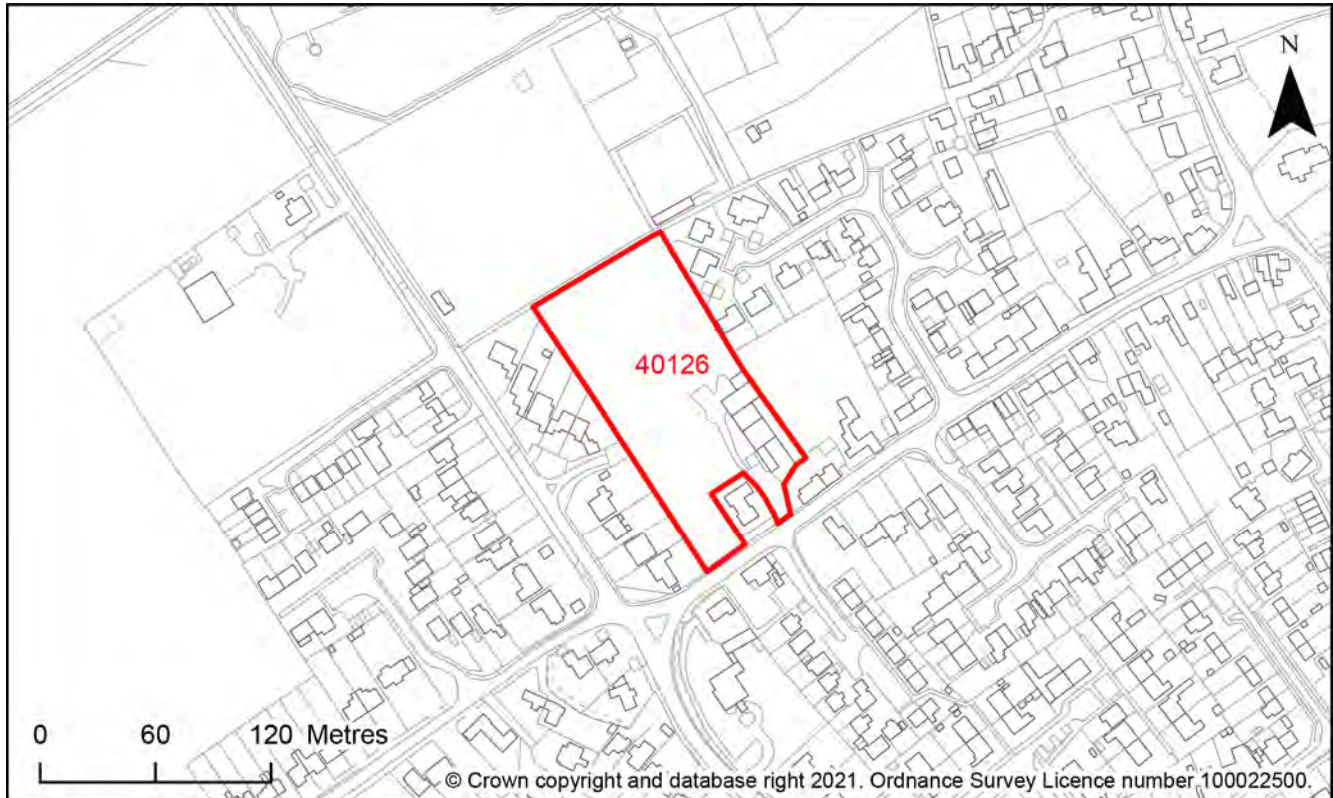 N
40126
0 60 120 Metres
© Crown copyright and database right 2021. Ordnance Survey Licence number 100022500.